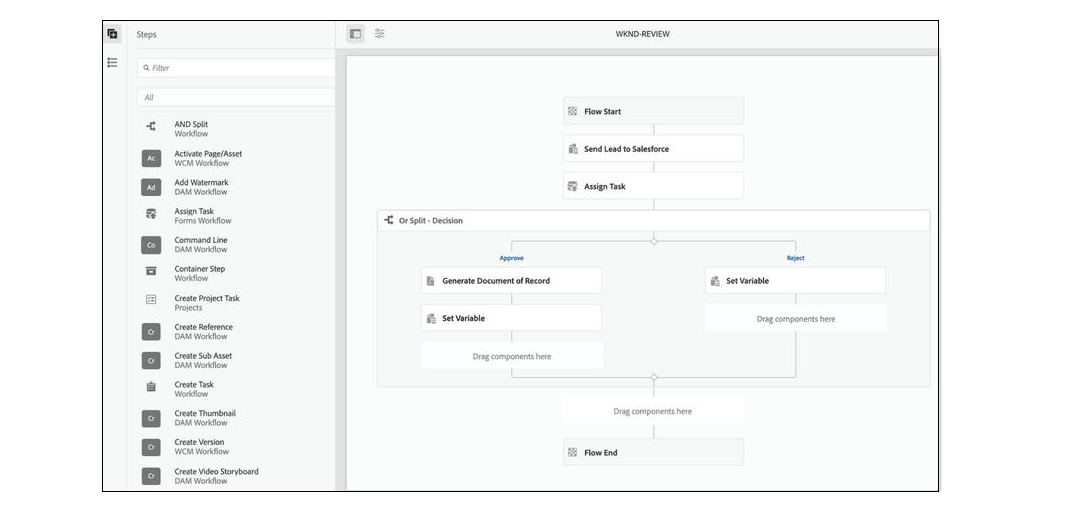 Steps
Filter
All
AND Split
Workflow
Ac
Activate Page/Asset
WCM Workflow
Ad
Add Watermark
DAM Workflow
Assign Task
Forms Workflow
Co
Command Line
DAM Workflow
Container Step
Workflow
Create Project Task
Projects
Cr
Create Reference
DAM Workflow
Cr
Create Sub Asset
DAM Workflow
Create Task
Workflow
Cr
Create Thumbnail
DAM Workflow
Cr
Create Version
WCM Workflow
Cr
Create Video Storyboard
DAM Workflow
WKND-REVIEW
Flow Start
Send Lead to Salesforce
Assign Task
Or Split - Decision
Approve
Generate Document of Record
Set Variable
Drag components here
Reject
Set Variable
Drag components here
Drag components here
Flow End